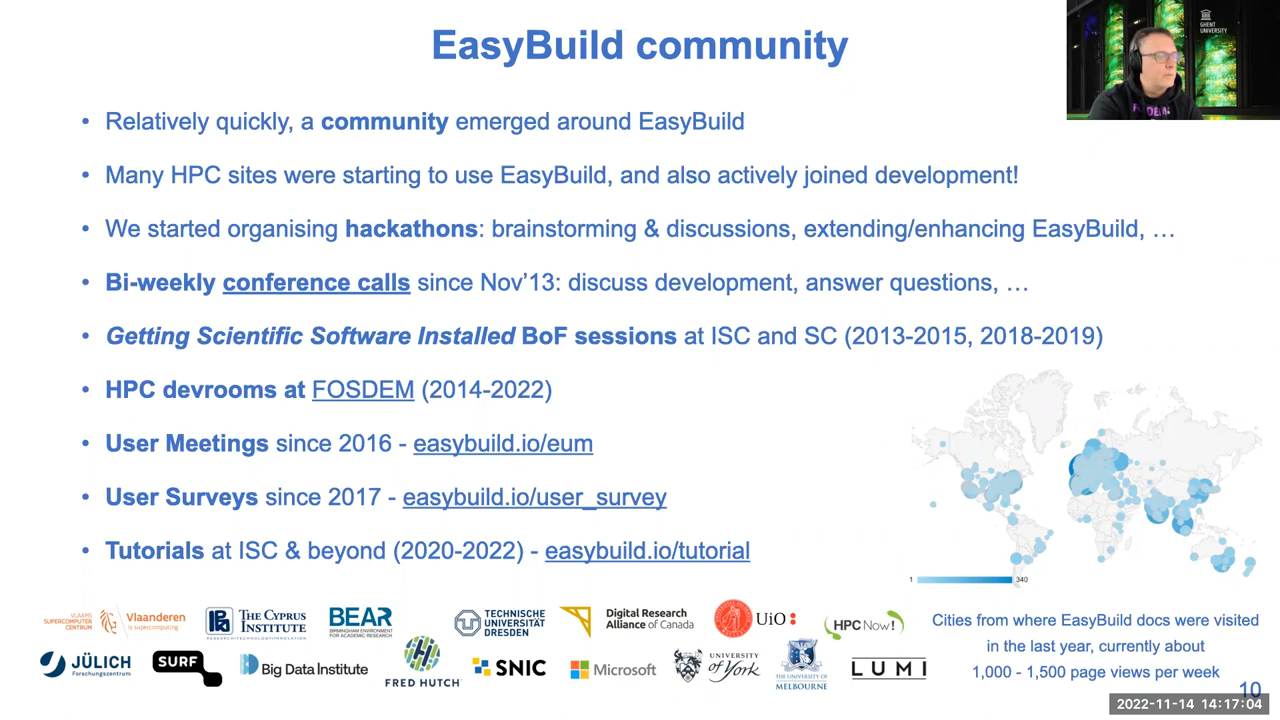 EasyBuild community
GHENT
UNIVERSITY
• Relatively quickly, a community emerged around EasyBuild
• Many HPC sites were starting to use EasyBuild, and also actively joined development!
• We started organising hackathons: brainstorming & discussions, extending/enhancing EasyBuild, …
• Bi-weekly conference calls since Nov’13: discuss development, answer questions, …
• Getting Scientific Software Installed BoF sessions at ISC and SC (2013-2015, 2018-2019)
• HPC devrooms at FOSDEM (2014-2022)
• User Meetings since 2016 - easybuild.io/eum
• User Surveys since 2017 - easybuild.io/user_survey
• Tutorials at ISC & beyond (2020-2022) - easybuild.io/tutorial
1 340
VLAAMS
SUPERCOMPUTER
CENTRUM
Vlaanderen
is supercomputing
THE CYPRUS
INSTITUTE
RESEARCH•TECHNOLOGY•INNOVATION
BEAR
BIRMINGHAM ENVIRONMENT
FOR ACADEMIC RESEARCH
TECHNISCHE
UNIVERSITÄT
DRESDEN
Digital Research
Alliance of Canada
UiO:
HPCNow!
JÜLICH
Forschungszentrum
SURF
Big Data Institute
FRED HUTCH
SNIC
Microsoft
UNIVERSITY
of York
THE UNIVERSITY OF
MELBOURNE
LUMI
Cities from where EasyBuild docs were visited
in the last year, currently about
1,000 - 1,500 page views per week
10
2022-11-14 14:17:04